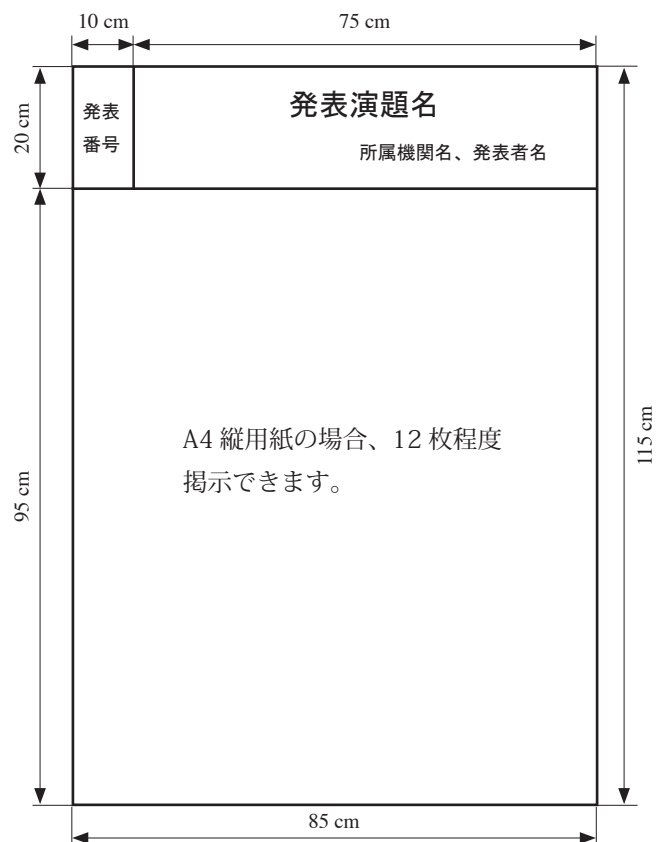 10 cm
75 cm
20 cm
発表
番号
発表演題名
所属機関名、発表者名
A4 縦用紙の場合、12 枚程度
掲示できます。
95 cm
115 cm
85 cm